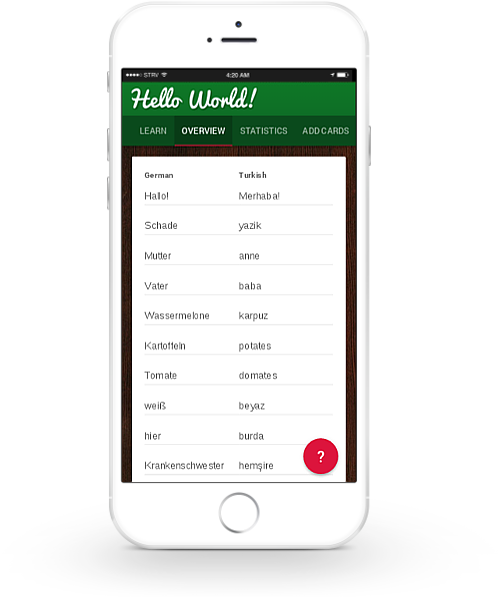 STRV 4:20 AM
Hello World!
LEARN OVERVIEW STATISTICS ADD CARDS
German Turkish
Hallo! Merhaba!
Schade yazik
Mutter anne
Vater baba
Wassermelone karpuz
Kartoffeln potates
Tomate domates
weiß beyaz
hier burda
Krankenschwester hemşire
?